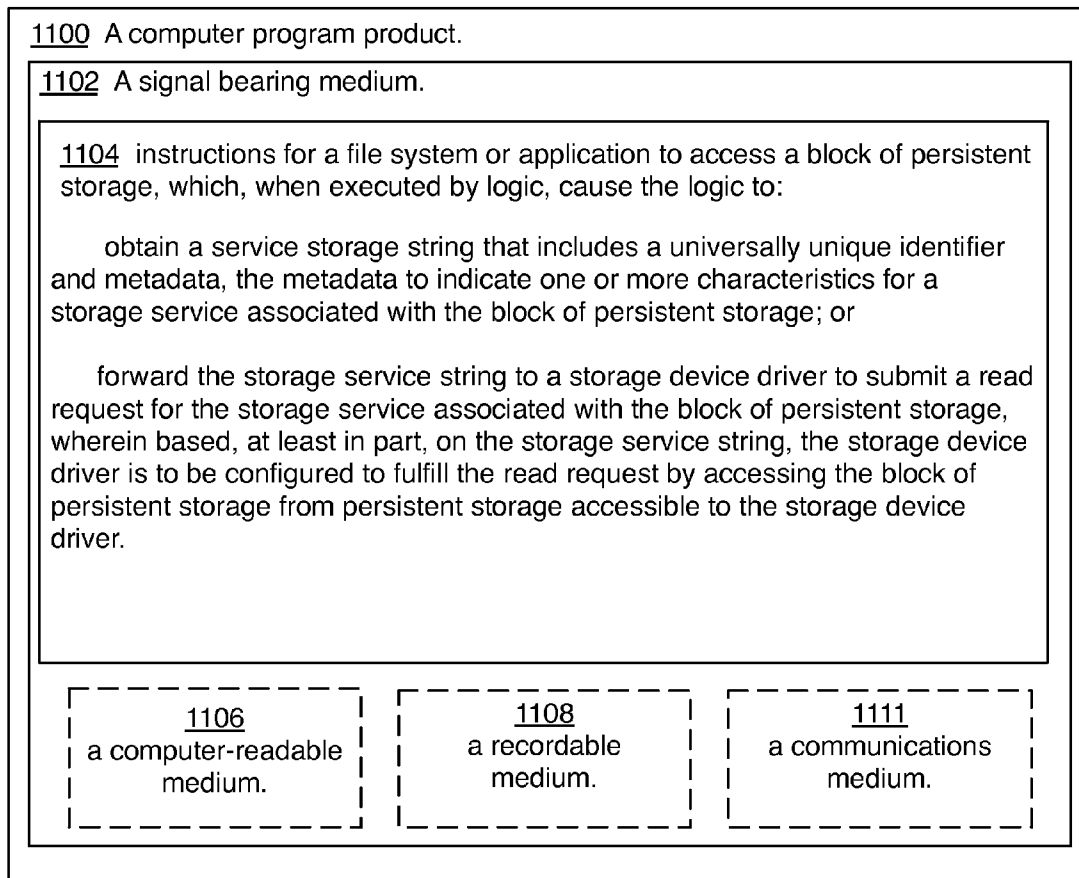 1100 A computer program product.
1102 A signal bearing medium.
1104 instructions for a file system or application to access a block of persistent
storage, which, when executed by logic, cause the logic to:
obtain a service storage string that includes a universally unique identifier
and metadata, the metadata to indicate one or more characteristics for a
storage service associated with the block of persistent storage; or
forward the storage service string to a storage device driver to submit a read
request for the storage service associated with the block of persistent storage,
wherein based, at least in part, on the storage service string, the storage device
driver is to be configured to fulfill the read request by accessing the block of
persistent storage from persistent storage accessible to the storage device
driver.
1106
a computer-readable
medium.
1108
a recordable
medium.
1111
a communications
medium.